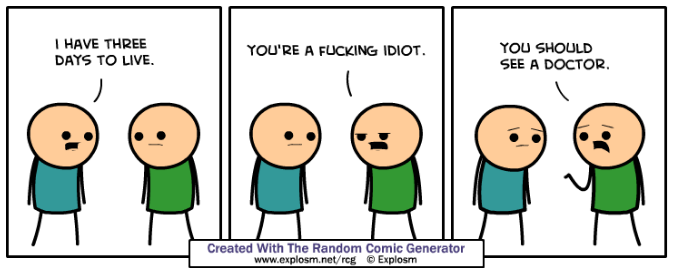 I HAVE THREE
DAYS TO LIVE.
YOU'RE A FUCKING IDIOT.
YOU SHOULD
SEE A DOCTOR.
Created With The Random Comic Generator
www.explosm.net/rcg © Explosm